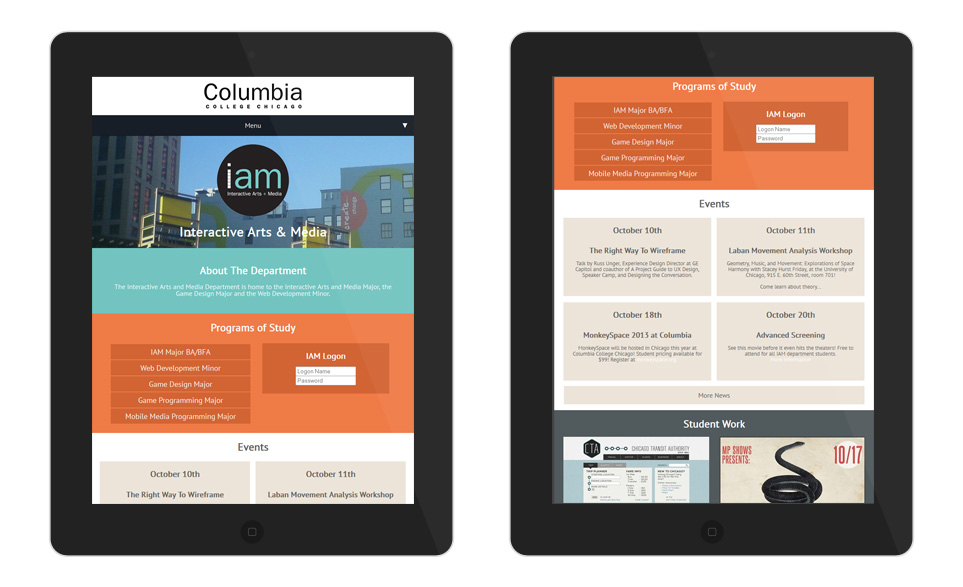 Columbia
COLLEGE CHICAGO
Menu
iam
Interactive Arts + Media
create...
change
Interactive Arts & Media
About The Department
The Interactive Arts and Media Department is home to the Interactive Arts and Media Major, the
Game Design Major and the Web Development Minor.
Programs of Study
IAM Major BA/BFA
Web Development Minor
Game Design Major
Game Programming Major
Mobile Media Programming Major
IAM Logon
Logon Name
Password
Events
October 10th
The Right Way To Wireframe
October 11th
Laban Movement Analysis Workshop
Programs of Study
IAM Major BA/BFA
Web Development Minor
Game Design Major
Game Programming Major
Mobile Media Programming Major
IAM Logon
Logon Name
Password
Events
October 10th
The Right Way To Wireframe
Talk by Russ Unger, Experience Design Director at GE
Capitol and coauthor of A Project Guide to UX Design,
Speaker Camp, and Designing the Conversation.
October 11th
Laban Movement Analysis Workshop
Geometry, Music, and Movement: Explorations of Space
Harmony with Stacey Hurst Friday, at the University of
Chicago, 915 E. 60th Street, room 701!
Come learn about theory...
October 18th
MonkeySpace 2013 at Columbia
MonkeySpace will be hosted in Chicago this year at
Columbia College Chicago! Student pricing available for
$99! Register at
October 20th
Advanced Screening
See this movie before it even hits the theaters! Free to
attend for all IAM department students.
More News
Student Work
CTA
CHICAGO TRANSIT AUTHORITY
MP SHOWS
PRESENTS:
10/17